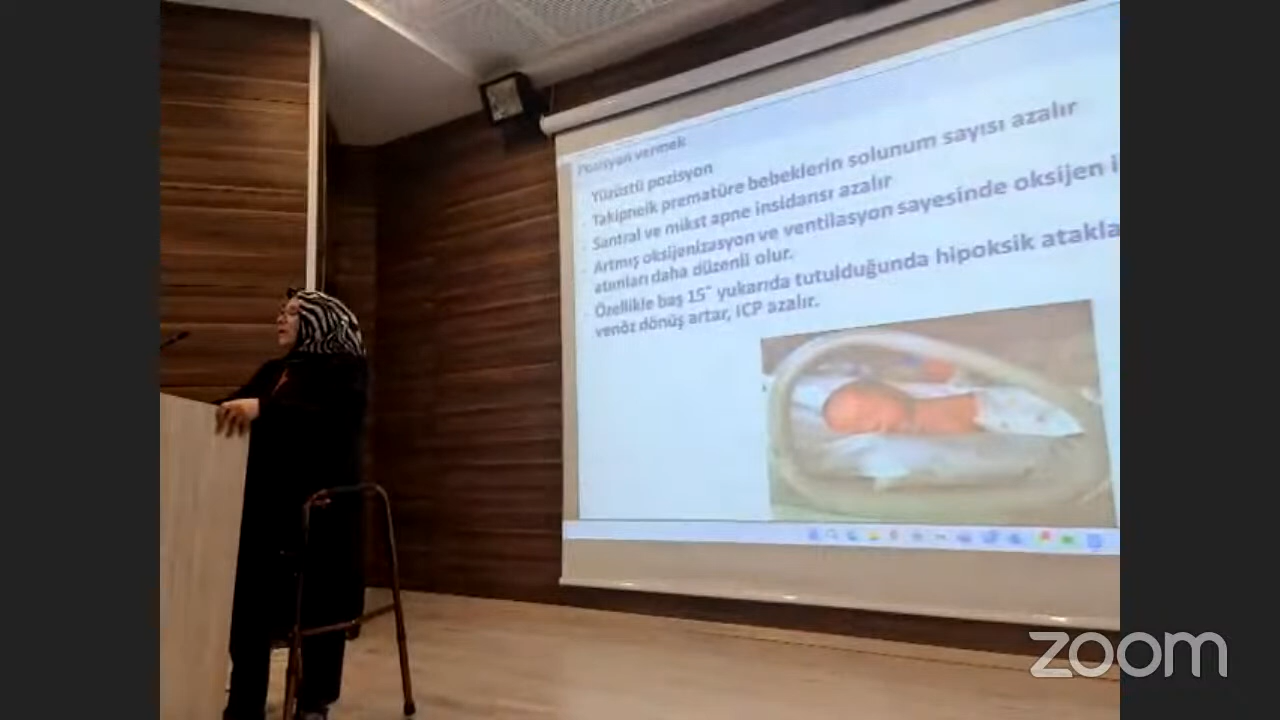 Pozisyon vermek
Yüzüstü pozisyon
Takipneik prematüre bebeklerin solunum sayısı azalır
Santral ve mikst apne insidansı azalır
Artmış oksijenizasyon ve ventilasyon sayesinde oksijen
atımları daha düzenli olur.
Özellikle baş 15° yukarıda tutulduğunda hipoksik
venöz dönüş artar, ICP azalır.
zoom